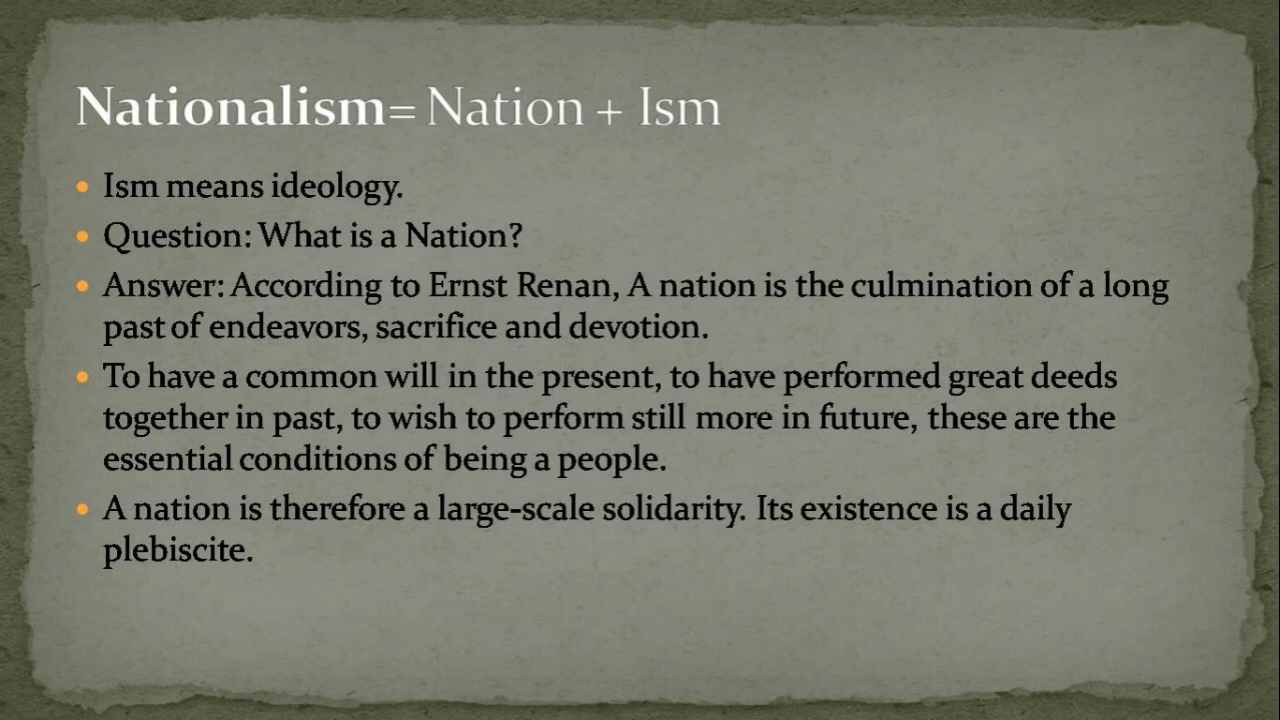 Nationalism= Nation + Ism
• Ism means ideology.
• Question: What is a Nation?
• Answer: According to Ernst Renan, A nation is the culmination of a long
past of endeavors, sacrifice and devotion.
• To have a common will in the present, to have performed great deeds
together in past, to wish to perform still more in future, these are the
essential conditions of being a people.
• A nation is therefore a large-scale solidarity. Its existence is a daily
plebiscite.